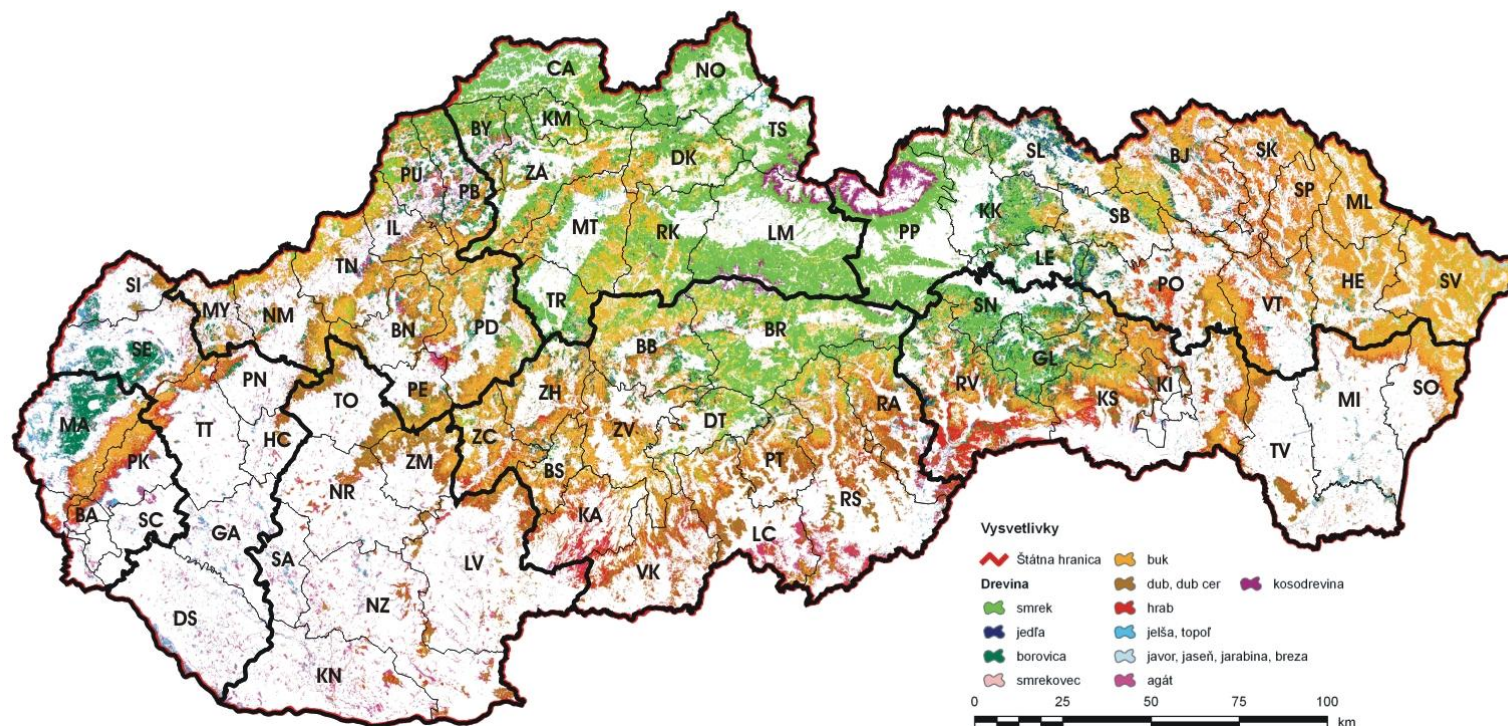 CA
NO
BY
KM
TS
DK
ZA
PU
PB
SL
BJ
SK
SP
ML
IL
MT
RK
LM
PP
KK
SB
TN
LE
SI
MY
NM
TR
SN
PO
VT
HE
SV
BN
PD
BR
SE
BB
GL
PN
PE
ZH
RV
KS
KI
SO
MI
MA
TT
HC
TO
ZC
ZV
DT
RA
PK
ZM
BS
PT
TV
NR
RS
BA
SC
GA
KA
LC
SA
LV
VK
DS
NZ
KN
Vysvetlivky
Štátna hranica
Drevina
smrek
jedľa
borovica
smrekovec
buk
dub, dub cer
hrab
jelša, topoľ
javor, jaseň, jarabina, breza
agát
kosodrevina
0 25 50 75 100
km